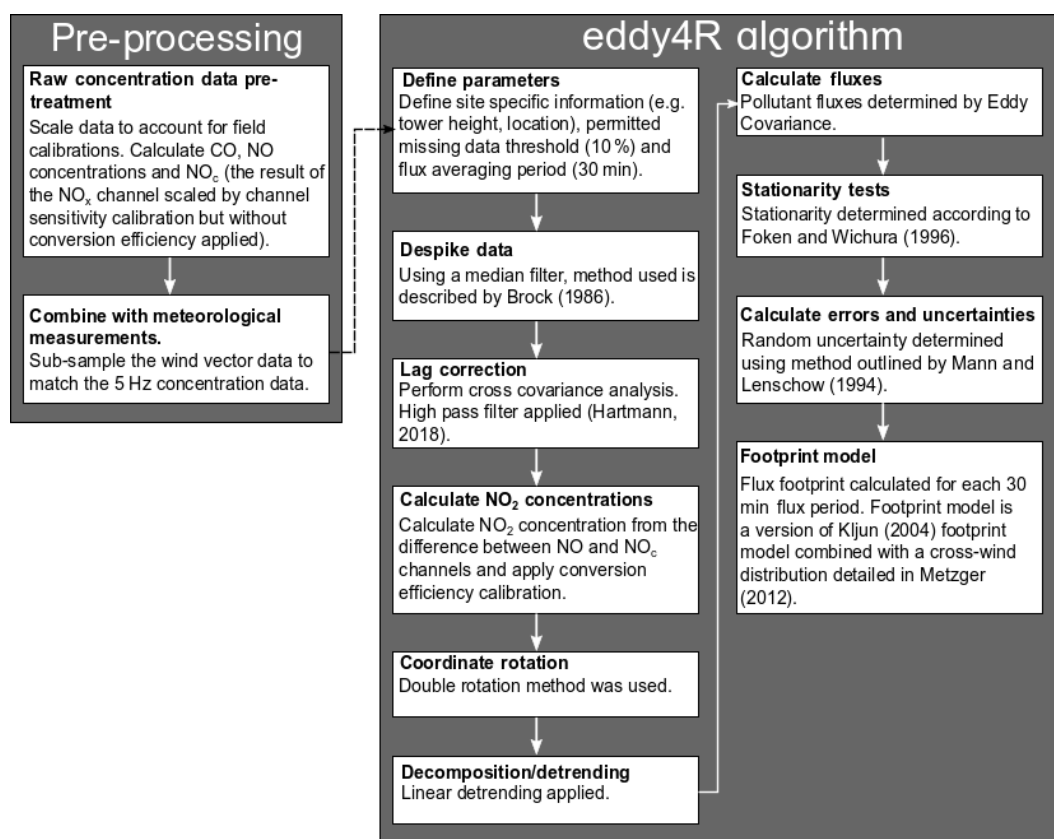 Pre-processing
Raw concentration data pre-
treatment
Scale data to account for field
calibrations. Calculate CO, NO
concentrations and NOc (the result of
the NOx channel scaled by channel
sensitivity calibration but without
conversion efficiency applied).
Combine with meteorological
measurements.
Sub-sample the wind vector data to
match the 5 Hz concentration data.
eddy4R algorithm
Define parameters
Define site specific information (e.g.
tower height, location), permitted
missing data threshold (10 %) and
flux averaging period (30 min).
Despike data
Using a median filter, method used is
described by Brock (1986).
Lag correction
Perform cross covariance analysis.
High pass filter applied (Hartmann,
2018).
Calculate NO2 concentrations
Calculate NO2 concentration from the
difference between NO and NOc
channels and apply conversion
efficiency calibration.
Coordinate rotation
Double rotation method was used.
Decomposition/detrending
Linear detrending applied.
Calculate fluxes
Pollutant fluxes determined by Eddy
Covariance.
Stationarity tests
Stationarity determined according to
Foken and Wichura (1996).
Calculate errors and uncertainties
Random uncertainty determined
using method outlined by Mann and
Lenschow (1994).
Footprint model
Flux footprint calculated for each 30
min flux period. Footprint model is
a version of Kljun (2004) footprint
model combined with a cross-wind
distribution detailed in Metzger
(2012).